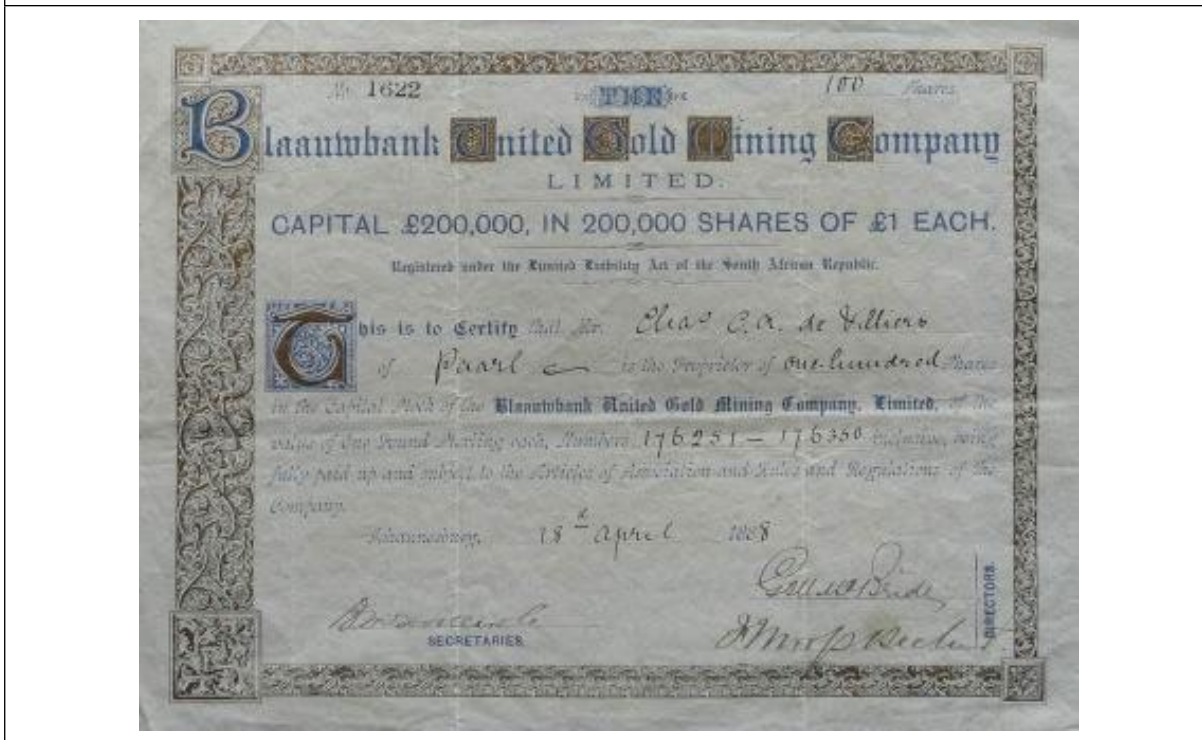 No 1622 100 Shares
THE
Blaauwbank United Gold Mining Company
LIMITED.
CAPITAL £200,000, IN 200,000 SHARES OF £1 EACH.
Registered under the Limited Liability Act of the South African Republic.
This is to Certify that Mr. Chas C. A. de Villiers
of Paarl is the Proprietor of one hundred Shares
in the Capital Stock of the Blaauwbank United Gold Mining Company, Limited, of the
value of One Pound Sterling each, Numbers 176251 – 176350 inclusive, being
fully paid up and subject to the Articles of Association and Rules and Regulations of the
Company.
Johannesburg, 18th April 1888
SECRETARIES.
DIRECTORS.